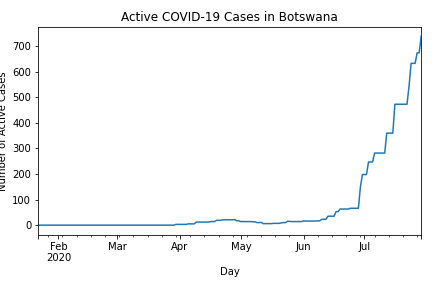 Active COVID-19 Cases in Botswana
Number of Active Cases
700
600
500
400
300
200
100
0
Feb Mar Apr May Jun Jul
2020
Day